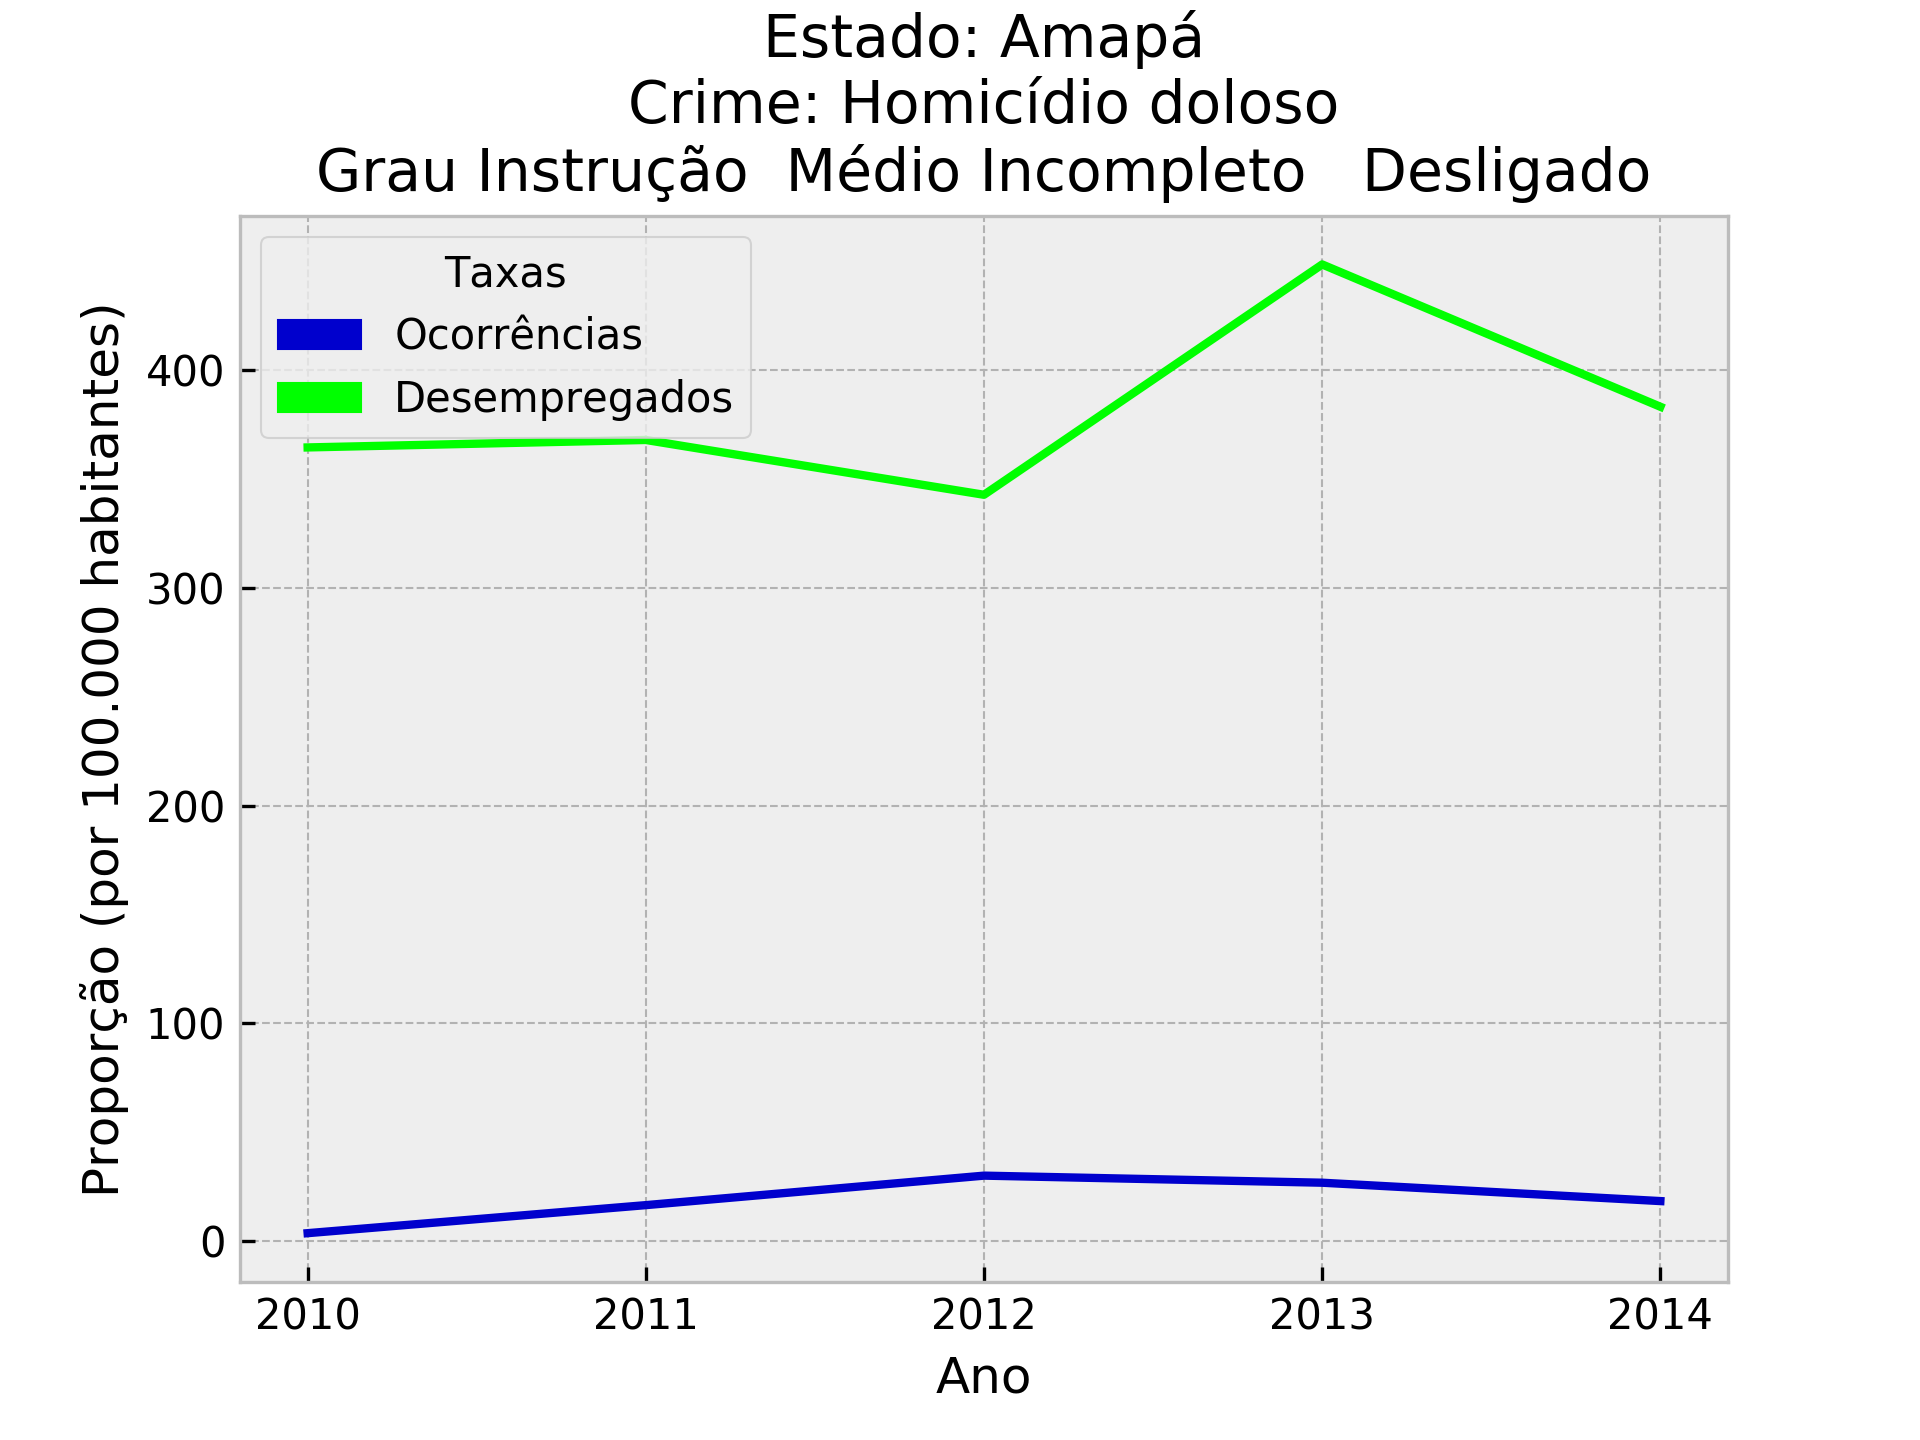 Estado: Amapá
Crime: Homicídio doloso
Grau Instrução  Médio Incompleto   Desligado
Taxas
Ocorrências
Desempregados
Proporção (por 100.000 habitantes)
400
300
200
100
0
2010 2011 2012 2013 2014
Ano